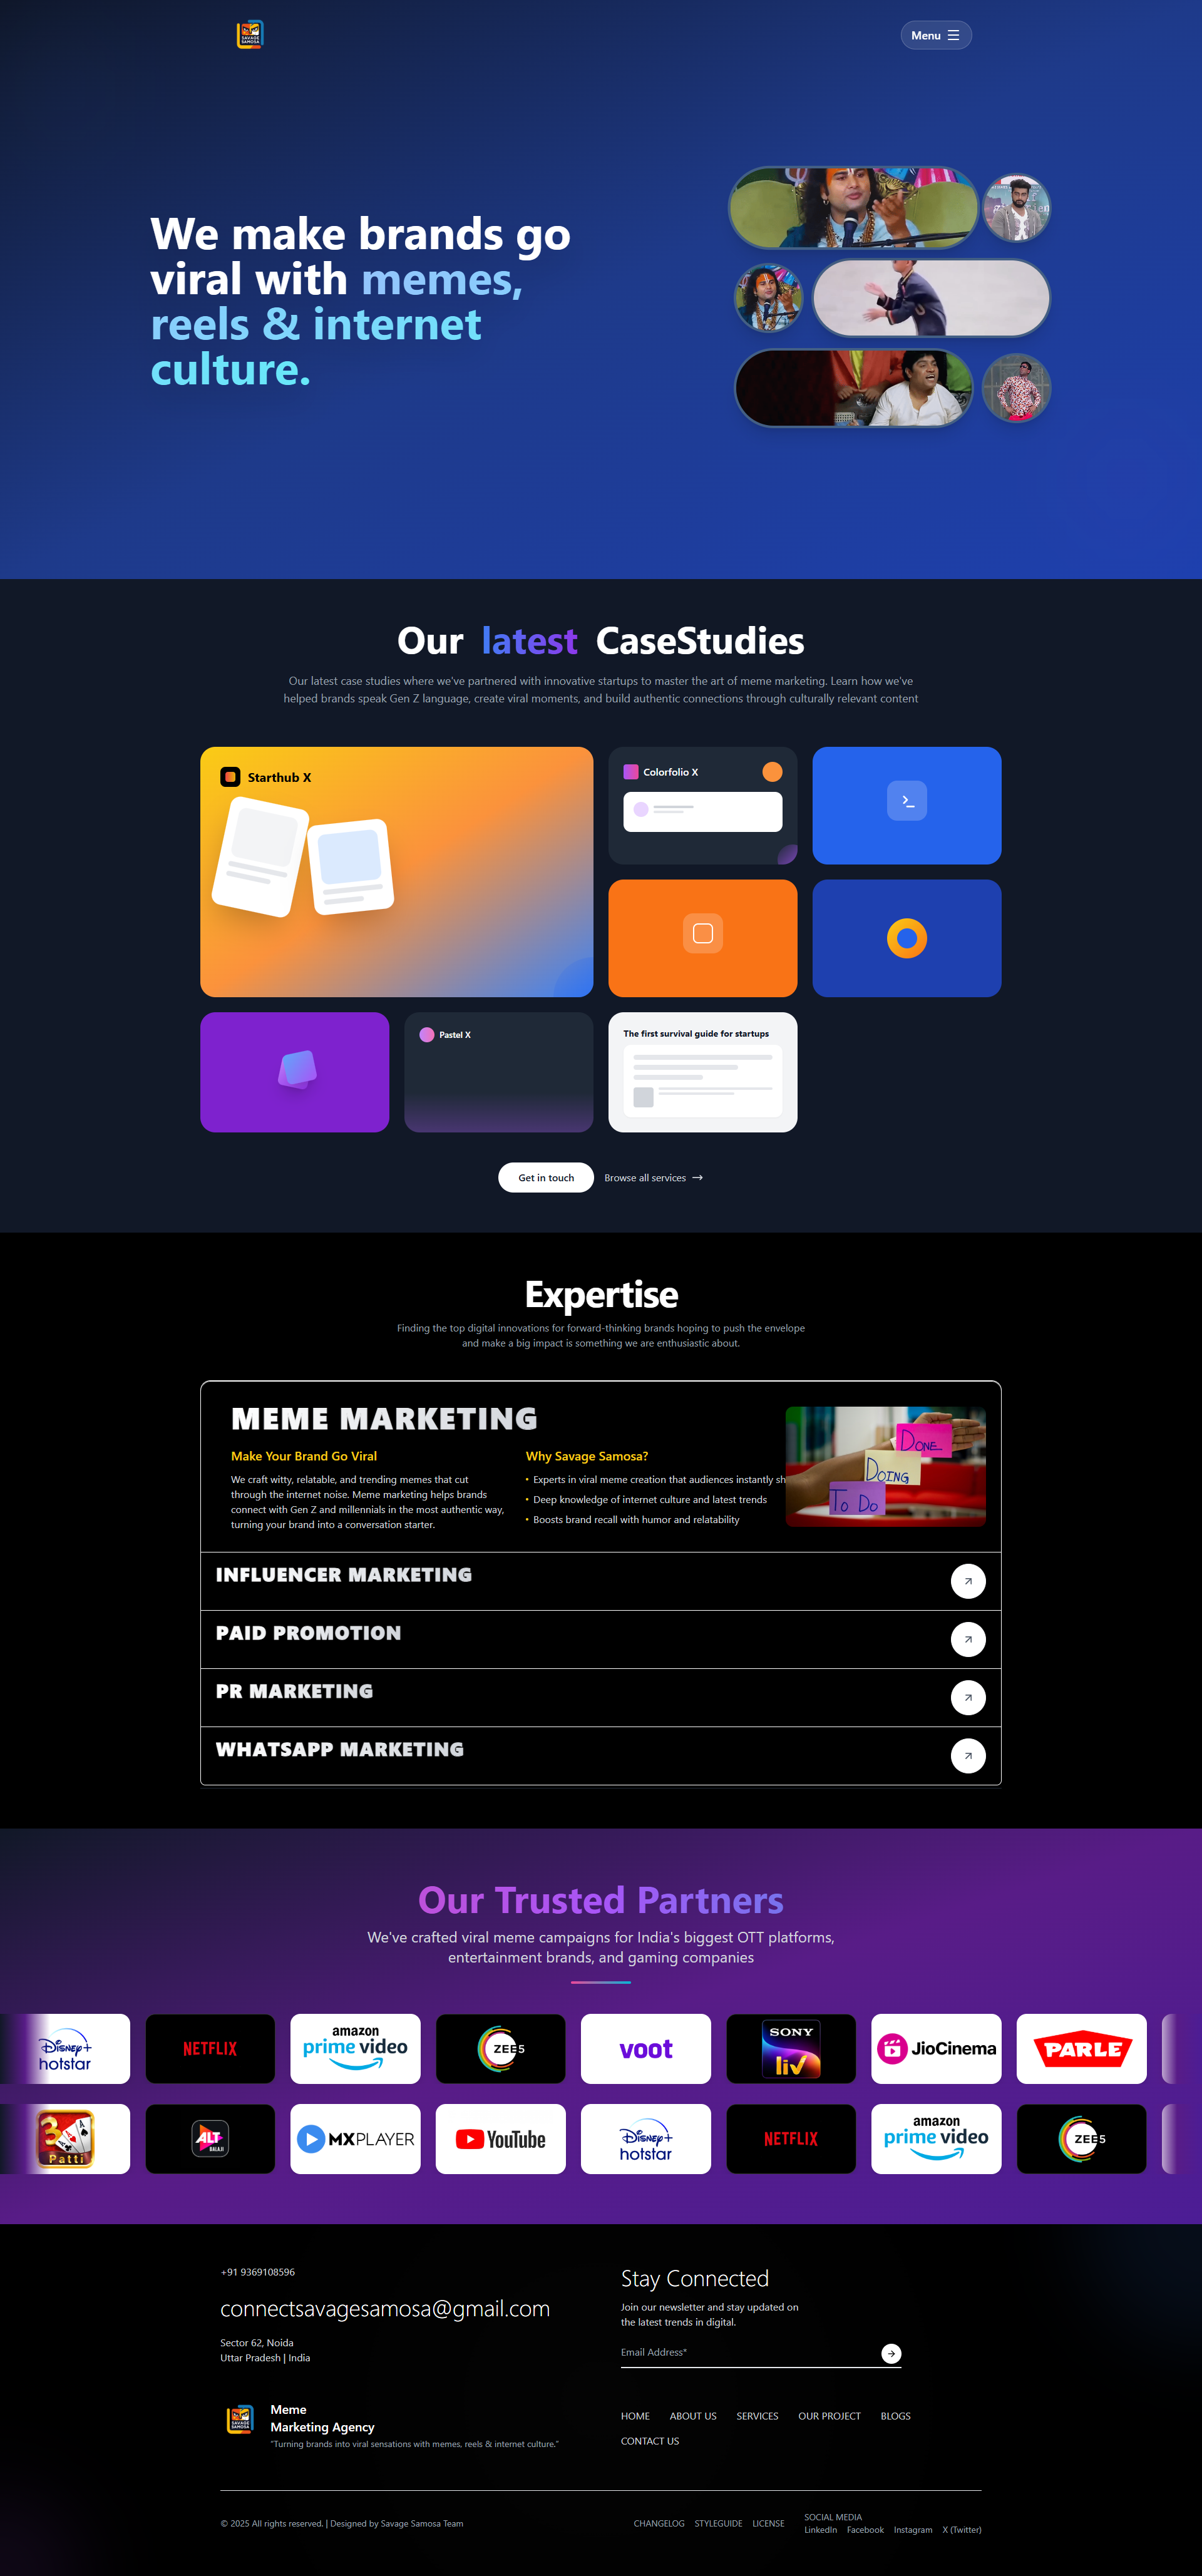 SAVAGE
SAMOSA
Menu
We make brands go
viral with memes,
reels & internet
culture.
Our latest CaseStudies
Our latest case studies where we've partnered with innovative startups to master the art of meme marketing. Learn how we've
helped brands speak Gen Z language, create viral moments, and build authentic connections through culturally relevant content
Starthub X
Colorfolio X
Pastel X
The first survival guide for startups
Get in touch
Browse all services →
Expertise
Finding the top digital innovations for forward-thinking brands hoping to push the envelope
and make a big impact is something we are enthusiastic about.
MEME MARKETING
Make Your Brand Go Viral
We craft witty, relatable, and trending memes that cut
through the internet noise. Meme marketing helps brands
connect with Gen Z and millennials in the most authentic way,
turning your brand into a conversation starter.
Why Savage Samosa?
• Experts in viral meme creation that audiences instantly sh
• Deep knowledge of internet culture and latest trends
• Boosts brand recall with humor and relatability
DONE
DOING
To Do
INFLUENCER MARKETING
PAID PROMOTION
PR MARKETING
WHATSAPP MARKETING
Our Trusted Partners
We've crafted viral meme campaigns for India's biggest OTT platforms,
entertainment brands, and gaming companies
Disney+
hotstar
NETFLIX
amazon
prime video
ZEE5
voot
SONY
liv
JioCinema
PARLE
3
A
A
Patti
ALT
BALAJI
MXPLAYER
YouTube
Disney+
hotstar
NETFLIX
amazon
prime video
ZEE5
+91 9369108596
connectsavagesamosa@gmail.com
Sector 62, Noida
Uttar Pradesh | India
Stay Connected
Join our newsletter and stay updated on
the latest trends in digital.
Email Address*
SAVAGE
SAMOSA
Meme
Marketing Agency
"Turning brands into viral sensations with memes, reels & internet culture."
HOME ABOUT US SERVICES OUR PROJECT BLOGS
CONTACT US
© 2025 All rights reserved. | Designed by Savage Samosa Team
CHANGELOG STYLEGUIDE LICENSE
SOCIAL MEDIA
LinkedIn Facebook Instagram X (Twitter)